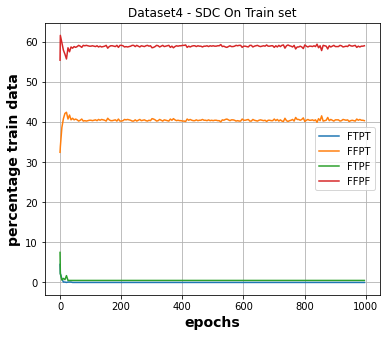 Dataset4 - SDC On Train set
percentage train data
60
50
40
30
20
10
0
FTPT
FFPT
FTPF
FFPF
0 200 400 600 800 1000
epochs